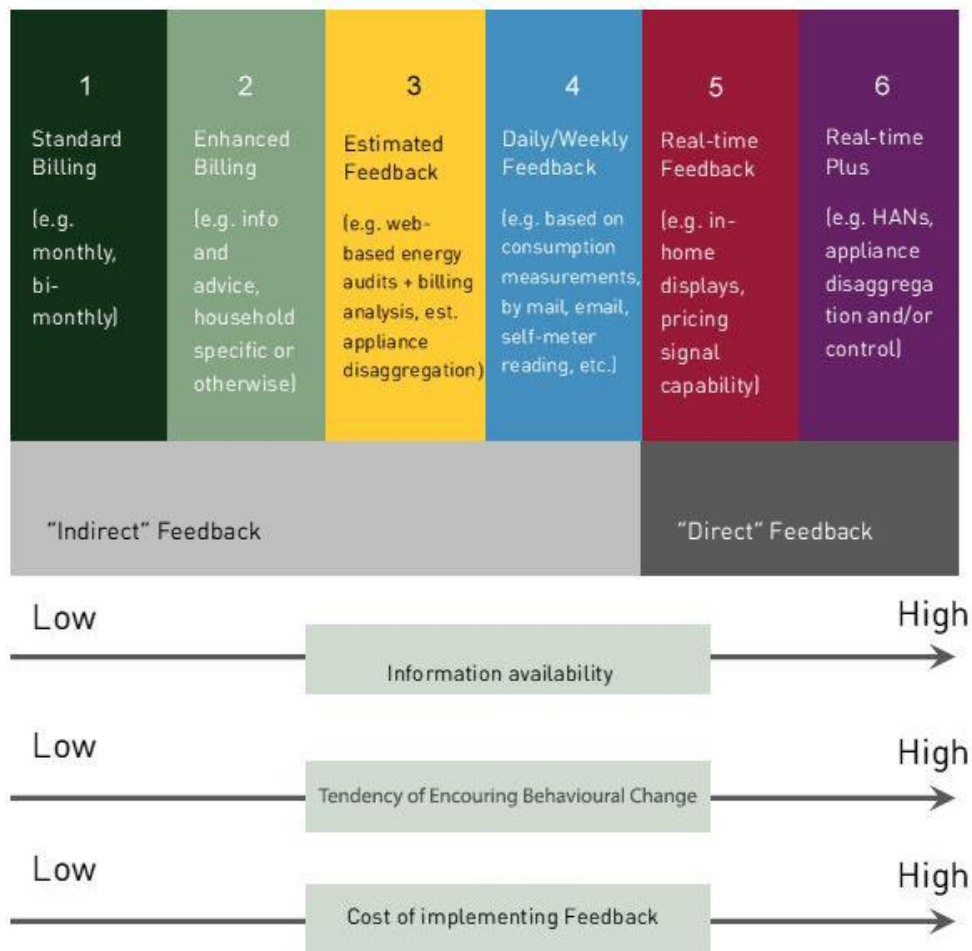 1
Standard
Billing
(e.g.
monthly,
bi-
monthly)
2
Enhanced
Billing
(e.g. info
and
advice,
household
specific or
otherwise)
3
Estimated
Feedback
(e.g. web-
based energy
audits + billing
analysis, est.
appliance
disaggregation)
4
Daily/Weekly
Feedback
(e.g. based on
consumption
measurements,
by mail, email,
self-meter
reading, etc.)
5
Real-time
Feedback
(e.g. in-
home
displays,
pricing
signal
capability)
6
Real-time
Plus
(e.g. HANs,
appliance
disaggrega
tion and/or
control)
"Indirect" Feedback
"Direct" Feedback
Low
High
Information availability
Low
High
Tendency of Encouring Behavioural Change
Low
High
Cost of implementing Feedback